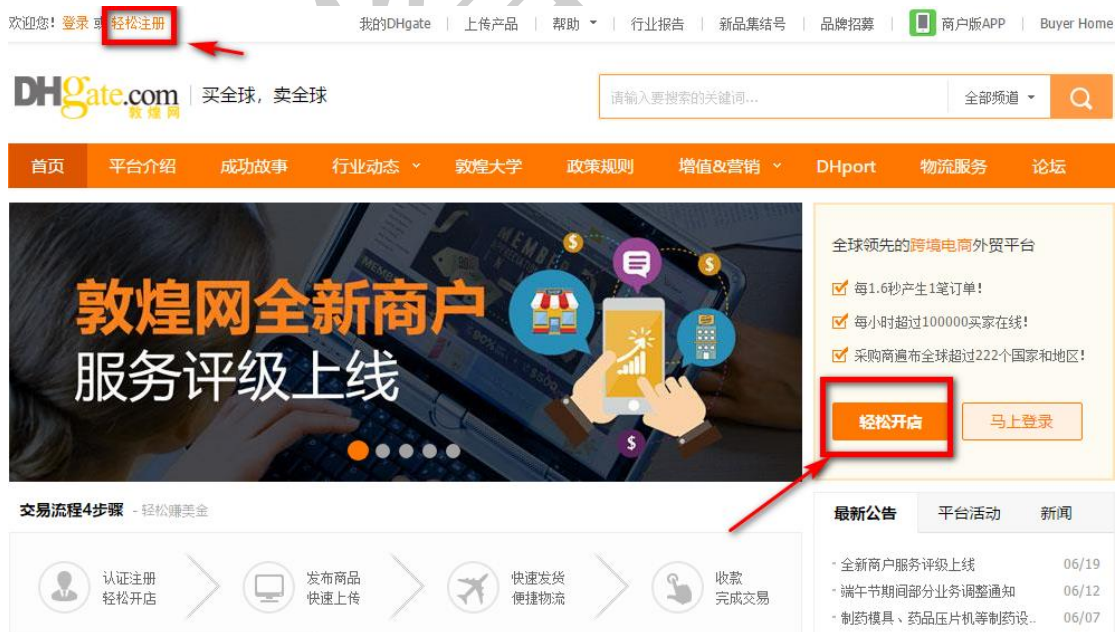 欢迎您! 登录 或 轻松注册 我的DHgate 上传产品 帮助 行业报告 新品集结号 品牌招募 商户版APP Buyer Home
DHgate.com 敦煌网 买全球，卖全球 请输入要搜索的关键词... 全部频道
首页 平台介绍 成功故事 行业动态 敦煌大学 政策规则 增值&营销 DHport 物流服务 论坛
敦煌网全新商户
服务评级上线
全球领先的跨境电商外贸平台
每1.6秒产生1笔订单!
每小时超过100000买家在线!
采购商遍布全球超过222个国家和地区!
轻松开店 马上登录
交易流程4步骤 - 轻松赚美金
认证注册
轻松开店
发布商品
快速上传
快速发货
便捷物流
收款
完成交易
最新公告 平台活动 新闻
- 全新商户服务评级上线 06/19
- 端午节期间部分业务调整通知 06/12
- 制药模具、药品压片机等制药设.. 06/07